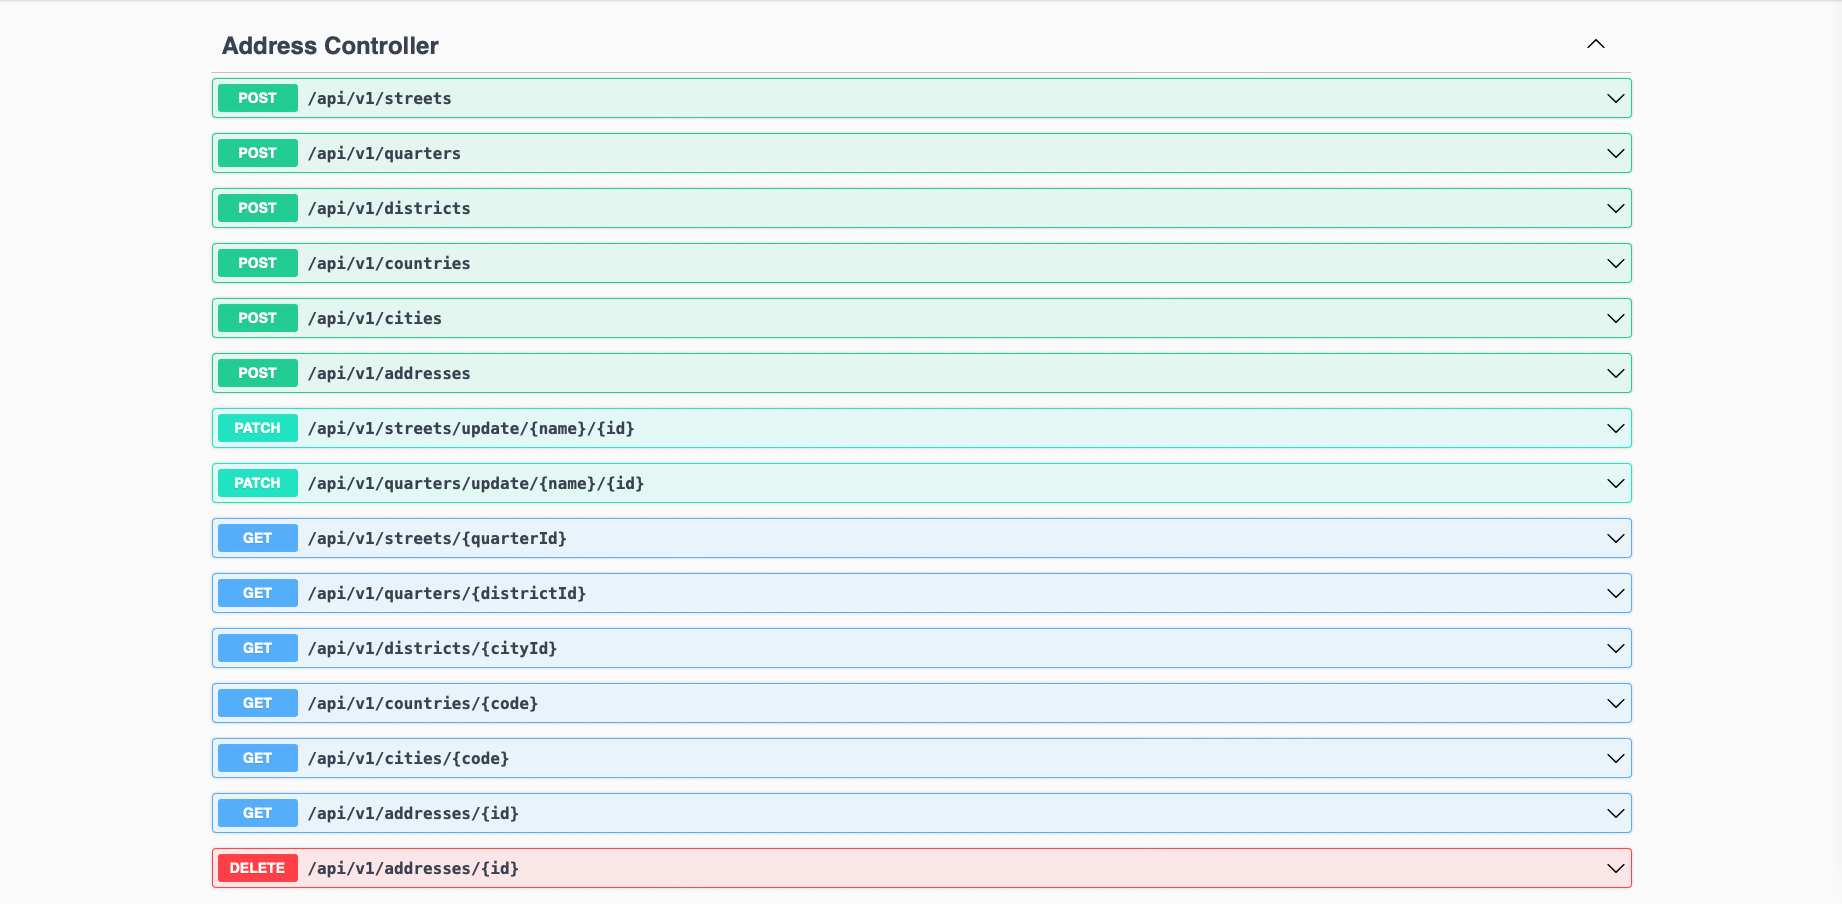 Address Controller
POST /api/v1/streets
POST /api/v1/quarters
POST /api/v1/districts
POST /api/v1/countries
POST /api/v1/cities
POST /api/v1/addresses
PATCH /api/v1/streets/update/{name}/{id}
PATCH /api/v1/quarters/update/{name}/{id}
GET /api/v1/streets/{quarterId}
GET /api/v1/quarters/{districtId}
GET /api/v1/districts/{cityId}
GET /api/v1/countries/{code}
GET /api/v1/cities/{code}
GET /api/v1/addresses/{id}
DELETE /api/v1/addresses/{id}